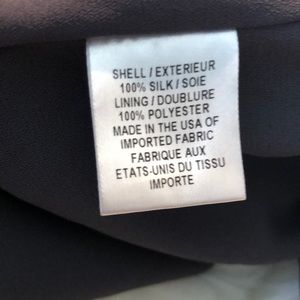 SHELL / EXTERIEUR
100% SILK / SOIE
LINING / DOUBLURE
100% POLYESTER
MADE IN THE USA OF
IMPORTED FABRIC
FABRIQUE AUX
ETATS-UNIS DU TISSU
IMPORTE